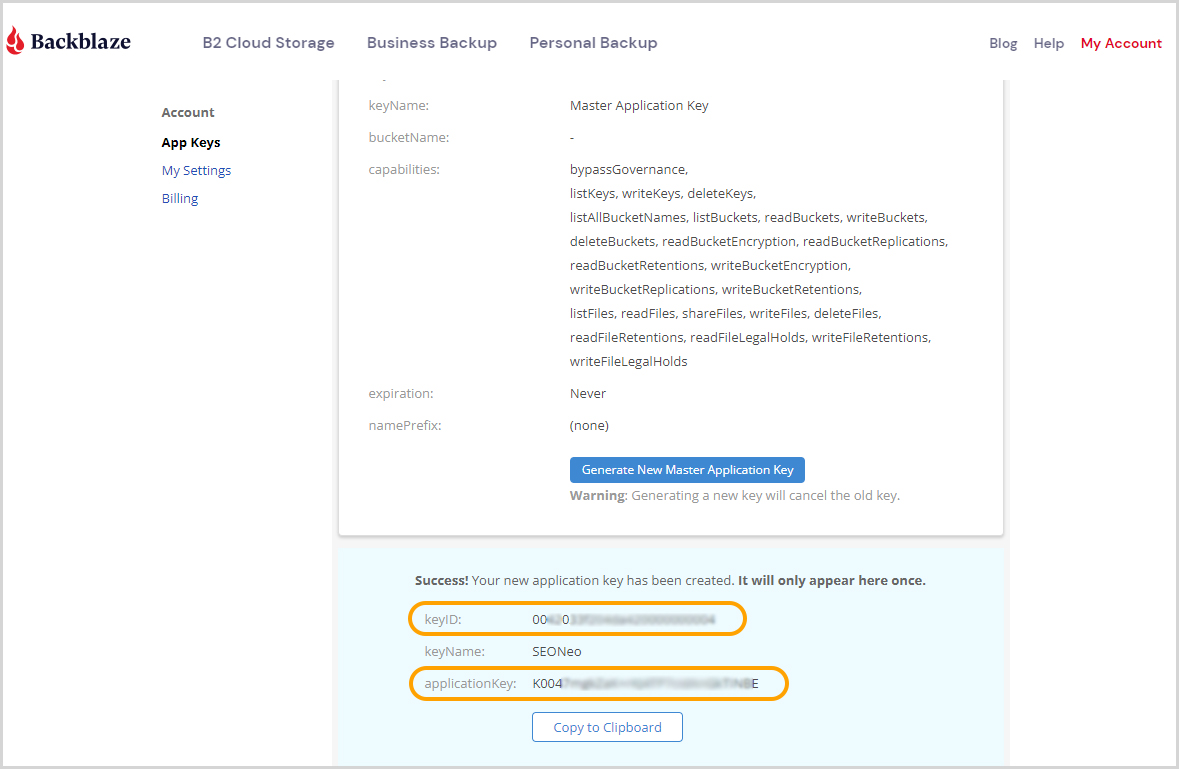 Backblaze
B2 Cloud Storage
Business Backup
Personal Backup
Blog
Help
My Account
Account
App Keys
My Settings
Billing
keyName: Master Application Key
bucketName: -
capabilities: bypassGovernance,
listKeys, writeKeys, deleteKeys,
listAllBucketNames, listBuckets, readBuckets, writeBuckets,
deleteBuckets, readBucketEncryption, readBucketReplications,
readBucketRetentions, writeBucketEncryption,
writeBucketReplications, writeBucketRetentions,
listFiles, readFiles, shareFiles, writeFiles, deleteFiles,
readFileRetentions, readFileLegalHolds, writeFileRetentions,
writeFileLegalHolds
expiration: Never
namePrefix: (none)
Generate New Master Application Key
Warning: Generating a new key will cancel the old key.
Success! Your new application key has been created. It will only appear here once.
keyID:
keyName: SEONeo
applicationKey:
Copy to Clipboard